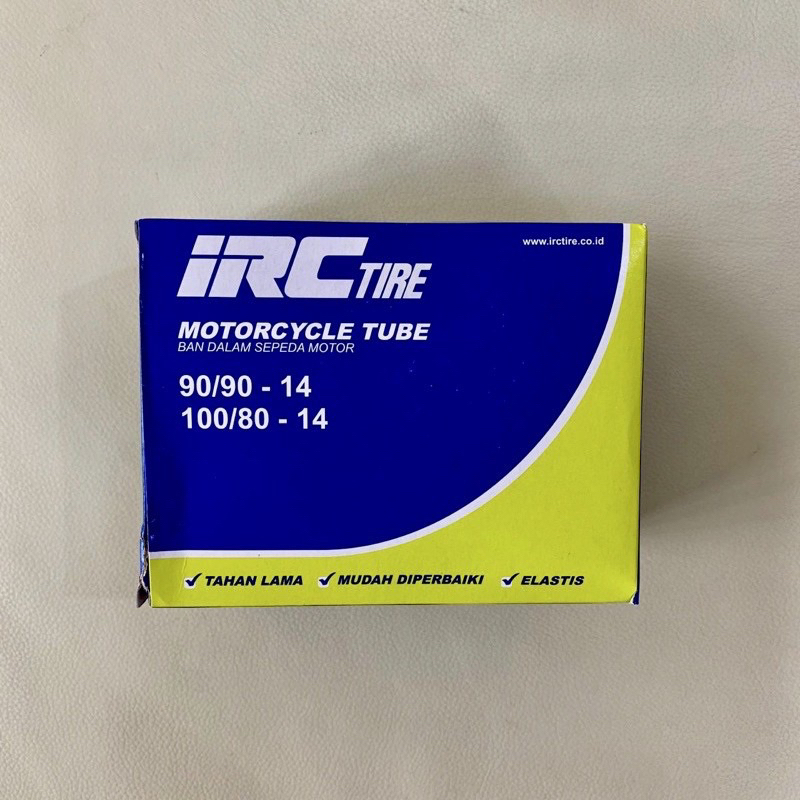 www.irctire.co.id
iRC TIRE
MOTORCYCLE TUBE
BAN DALAM SEPEDA MOTOR
90/90 - 14
100/80 - 14
TAHAN LAMA MUDAH DIPERBAIKI ELASTIS